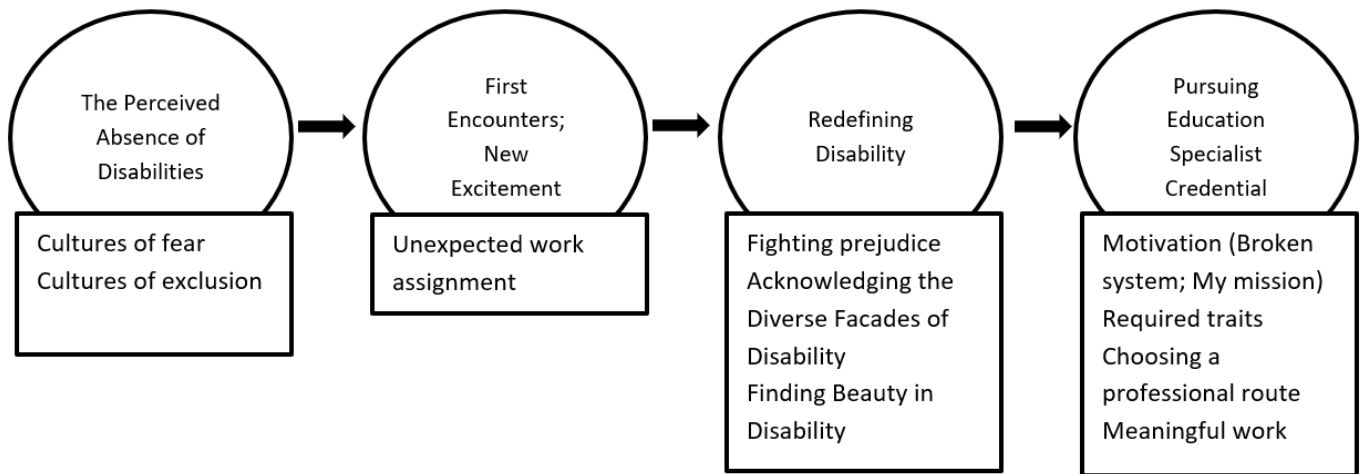 The Perceived
Absence of
Disabilities
Cultures of fear
Cultures of exclusion
First
Encounters;
New
Excitement
Unexpected work
assignment
Redefining
Disability
Fighting prejudice
Acknowledging the
Diverse Facades of
Disability
Finding Beauty in
Disability
Pursuing
Education
Specialist
Credential
Motivation (Broken
system; My mission)
Required traits
Choosing a
professional route
Meaningful work